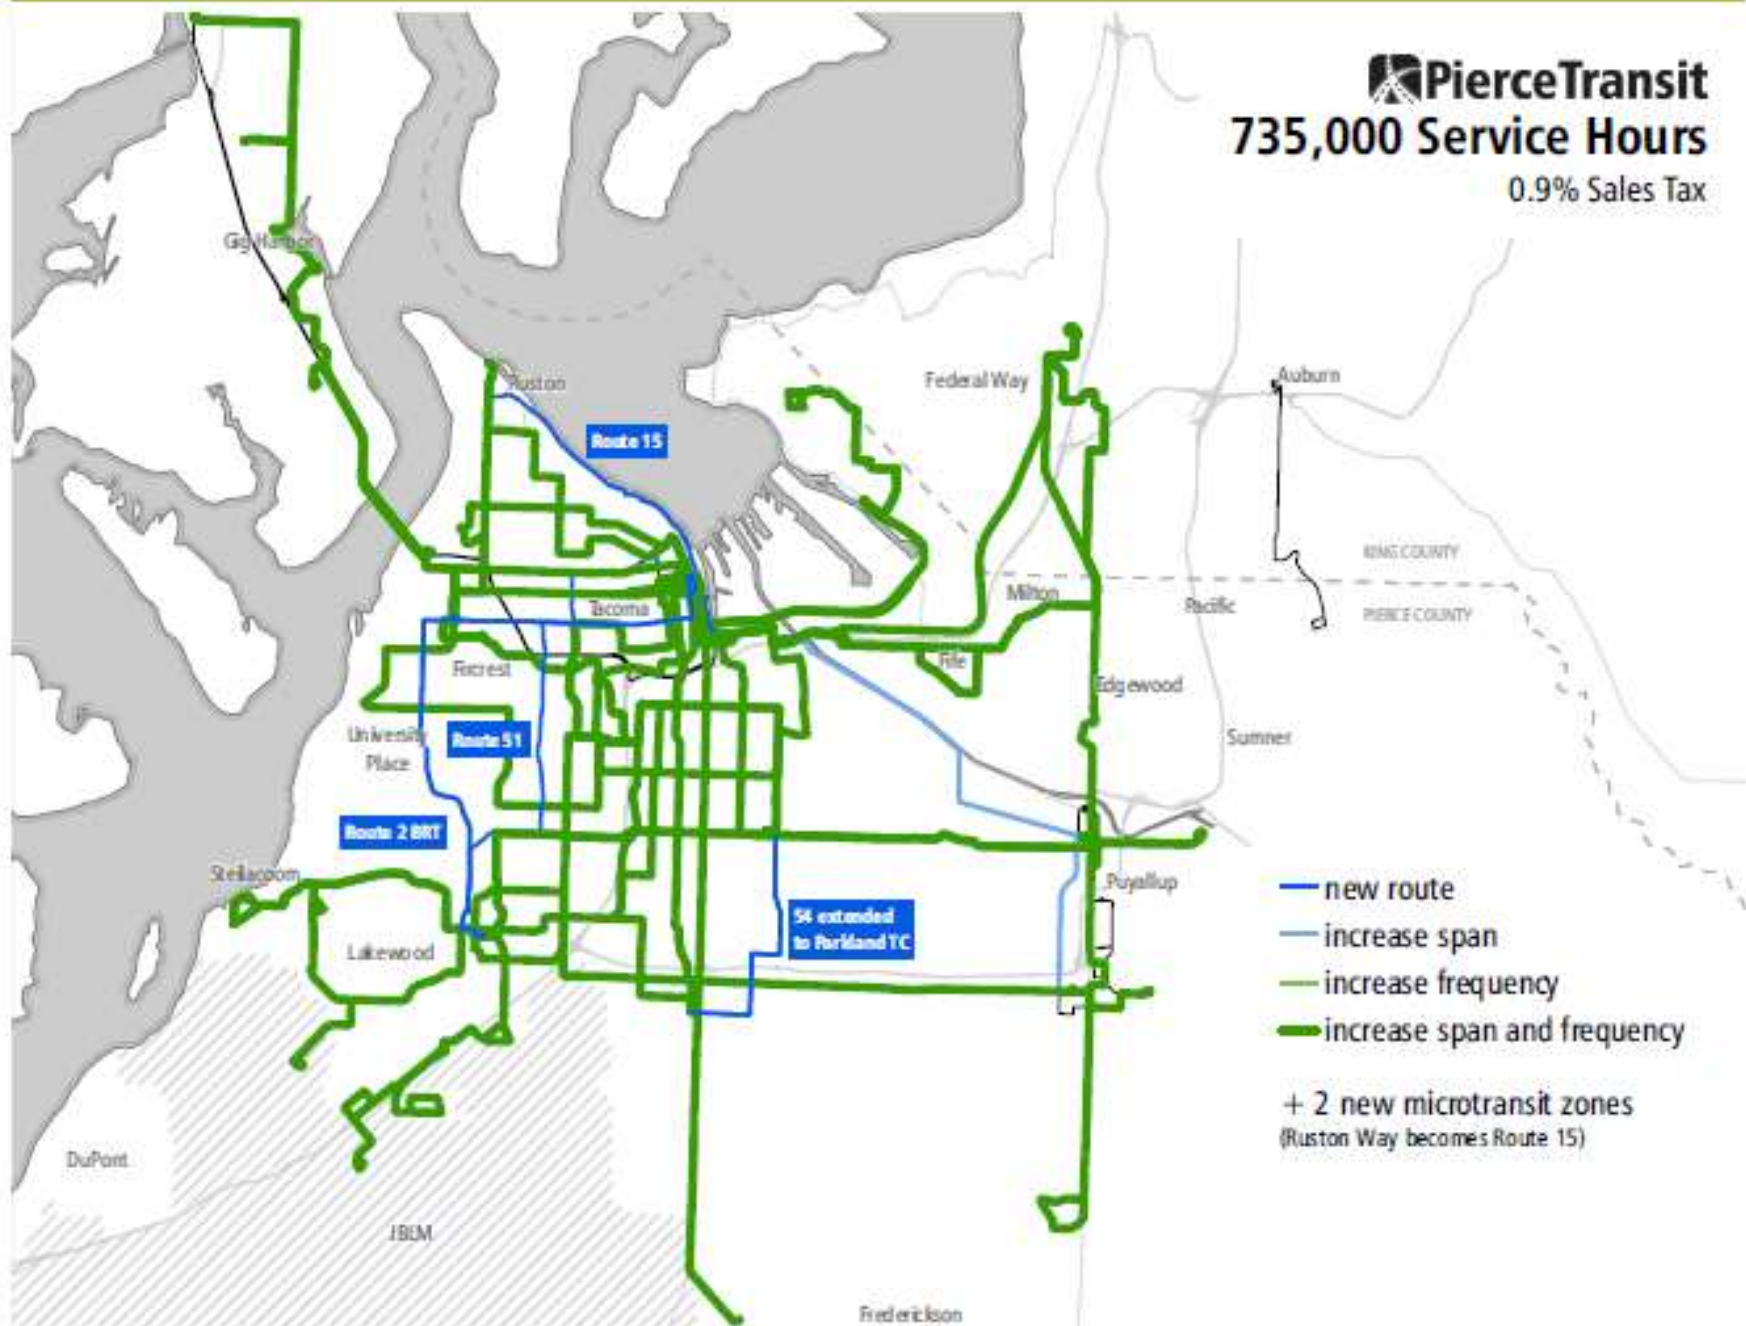 PierceTransit
735,000 Service Hours
0.9% Sales Tax
Gig Harbor
Ruston
Federal Way
Auburn
Route 15
KING COUNTY
Milton
Pacific
PIERCE COUNTY
Tacoma
Fircrest
Fife
Edgewood
University
Place
Route 51
Sumner
Route 2 BRT
Steilacoom
Puyallup
54 extended
to Parkland TC
Lakewood
new route
increase span
increase frequency
increase span and frequency
+ 2 new microtransit zones
(Ruston Way becomes Route 15)
DuPont
JBLM
Frederickson